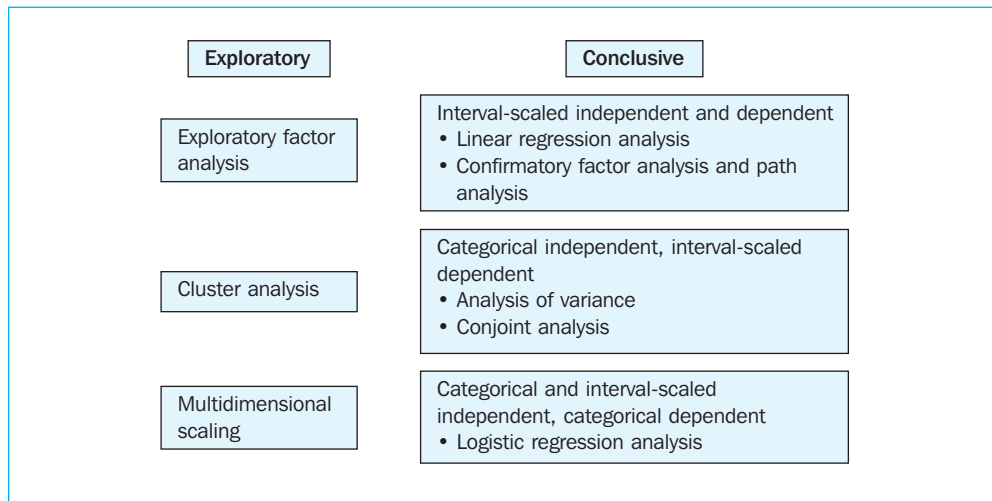 Exploratory
Conclusive
Exploratory factor
analysis
Interval-scaled independent and dependent
• Linear regression analysis
• Confirmatory factor analysis and path
analysis
Cluster analysis
Categorical independent, interval-scaled
dependent
• Analysis of variance
• Conjoint analysis
Multidimensional
scaling
Categorical and interval-scaled
independent, categorical dependent
• Logistic regression analysis